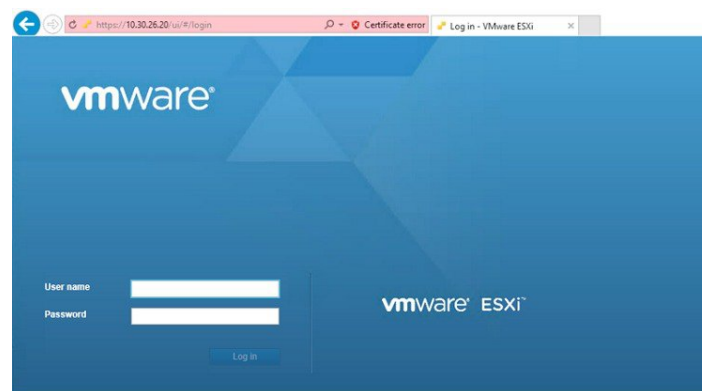 https://10.30.26.20/ui/#/login
Certificate error
Log in - VMware ESXi
vmware®
User name
Password
Log in
vmware® ESXi™